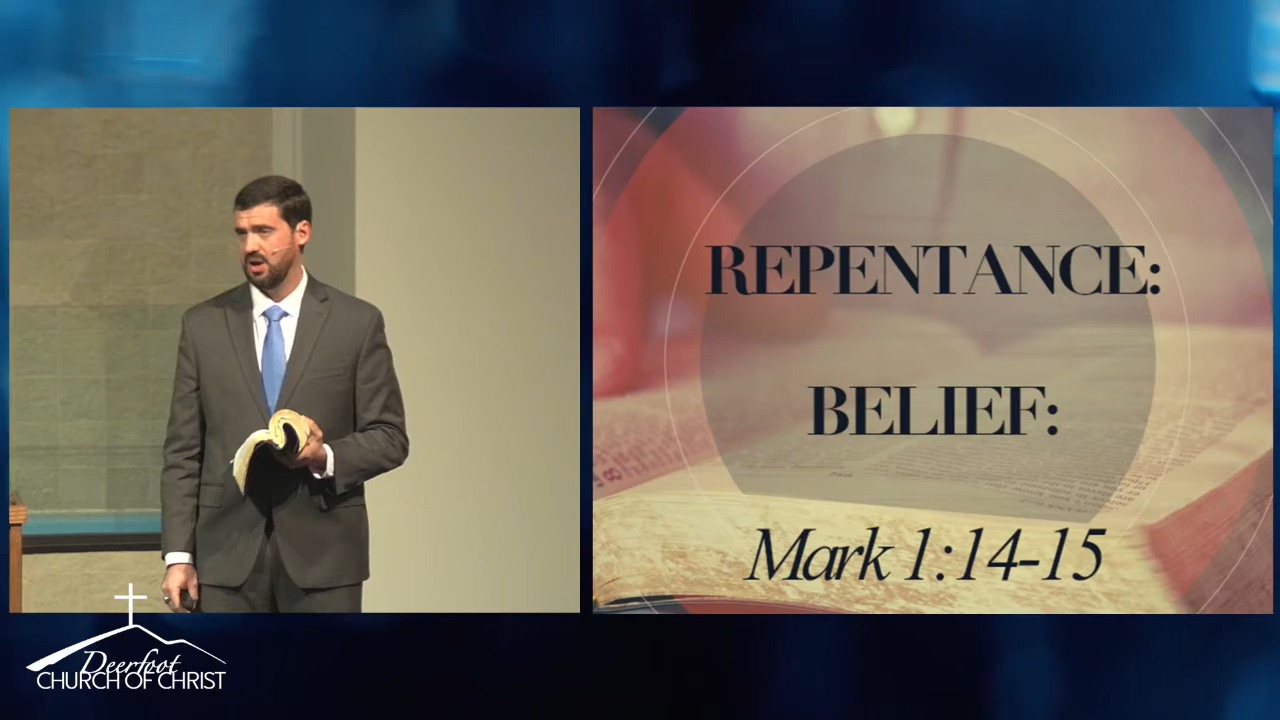 REPENTANCE:
BELIEF:
Mark 1:14-15
Deerfoot
CHURCH OF CHRIST